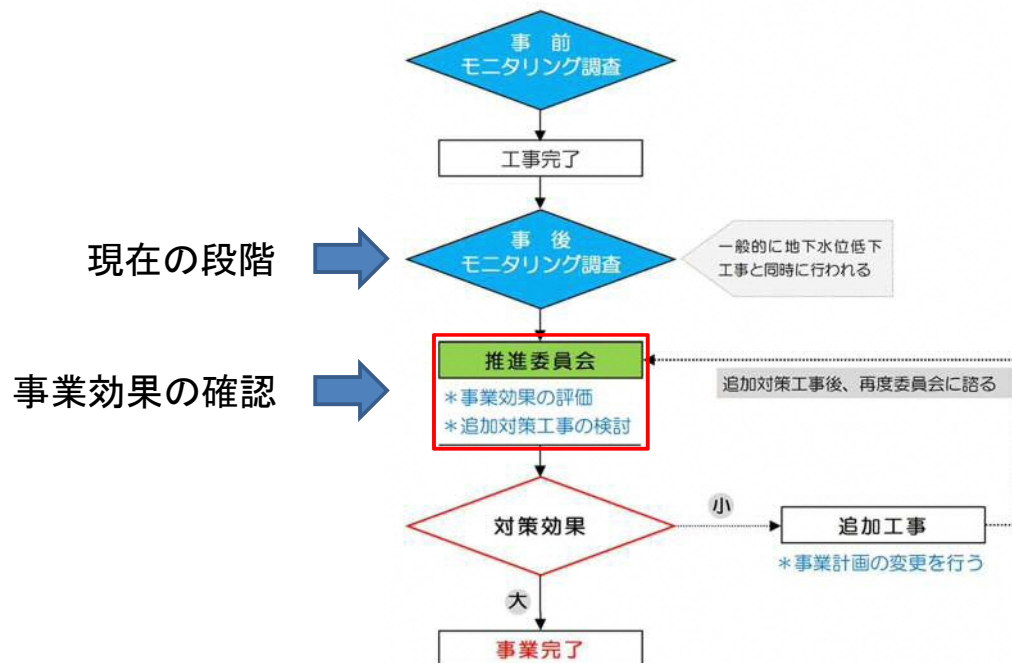 事 前
モニタリング調査
工事完了
現在の段階
事 後
モニタリング調査
一般的に地下水位低下
工事と同時に行われる
事業効果の確認
推進委員会
＊事業効果の評価
＊追加対策工事の検討
追加対策工事後、再度委員会に諮る
対策効果
小
追加工事
＊事業計画の変更を行う
大
事業完了